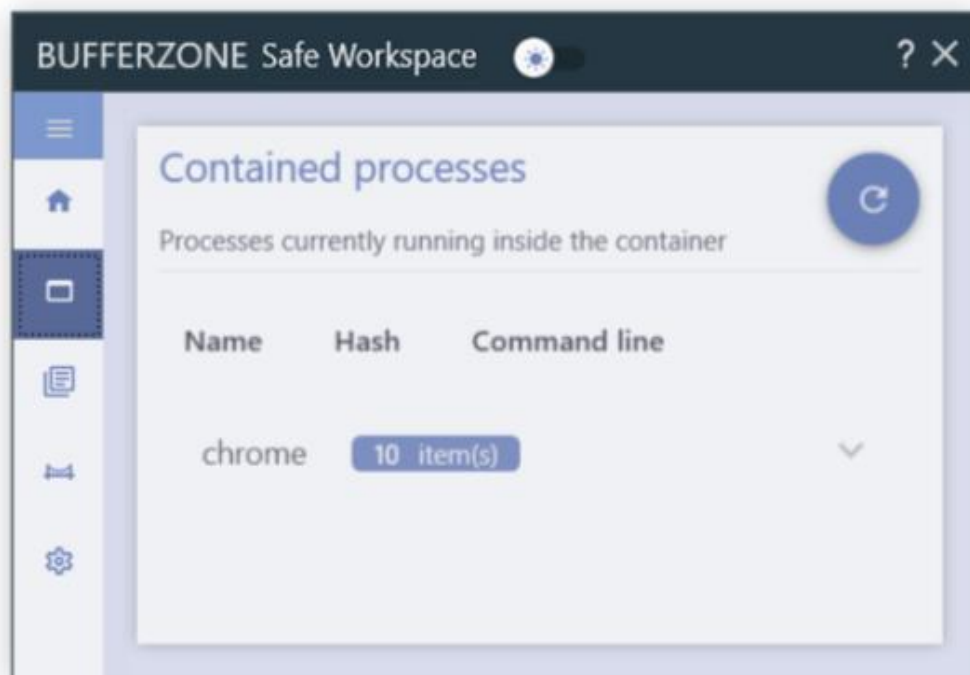 BUFFERZONE Safe Workspace ?
Contained processes
Processes currently running inside the container
Name Hash Command line
chrome 10 item(s)